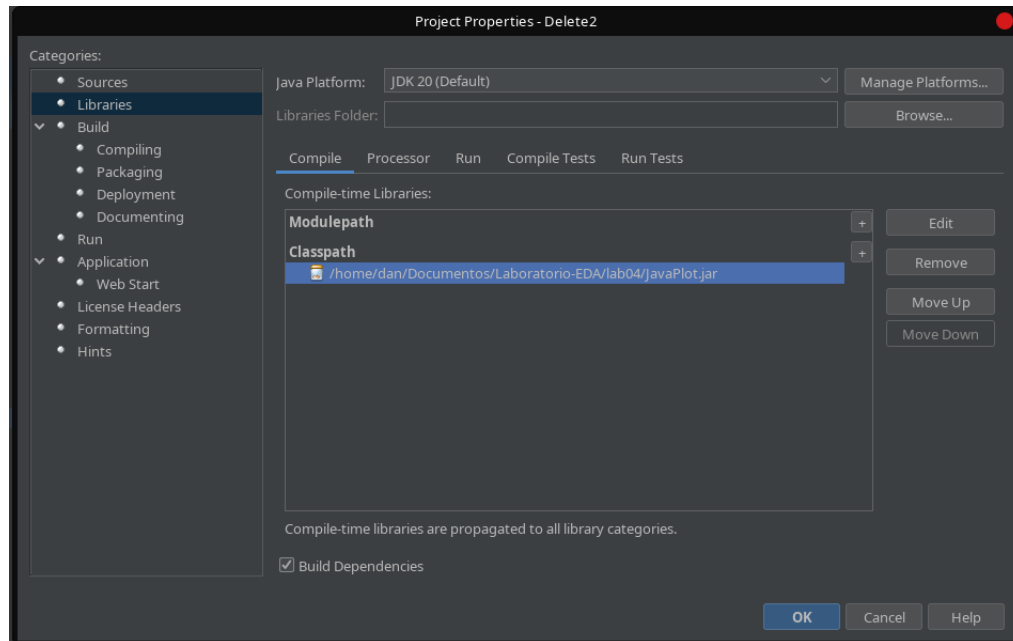 Project Properties - Delete2
Categories:
Sources
Libraries
Build
Compiling
Packaging
Deployment
Documenting
Run
Application
Web Start
License Headers
Formatting
Hints
Java Platform: JDK 20 (Default) Manage Platforms...
Libraries Folder: Browse...
Compile Processor Run Compile Tests Run Tests
Compile-time Libraries:
Modulepath + Edit
Classpath +
/home/dan/Documentos/Laboratorio-EDA/lab04/JavaPlot.jar Remove
Move Up
Move Down
Compile-time libraries are propagated to all library categories.
Build Dependencies
OK Cancel Help